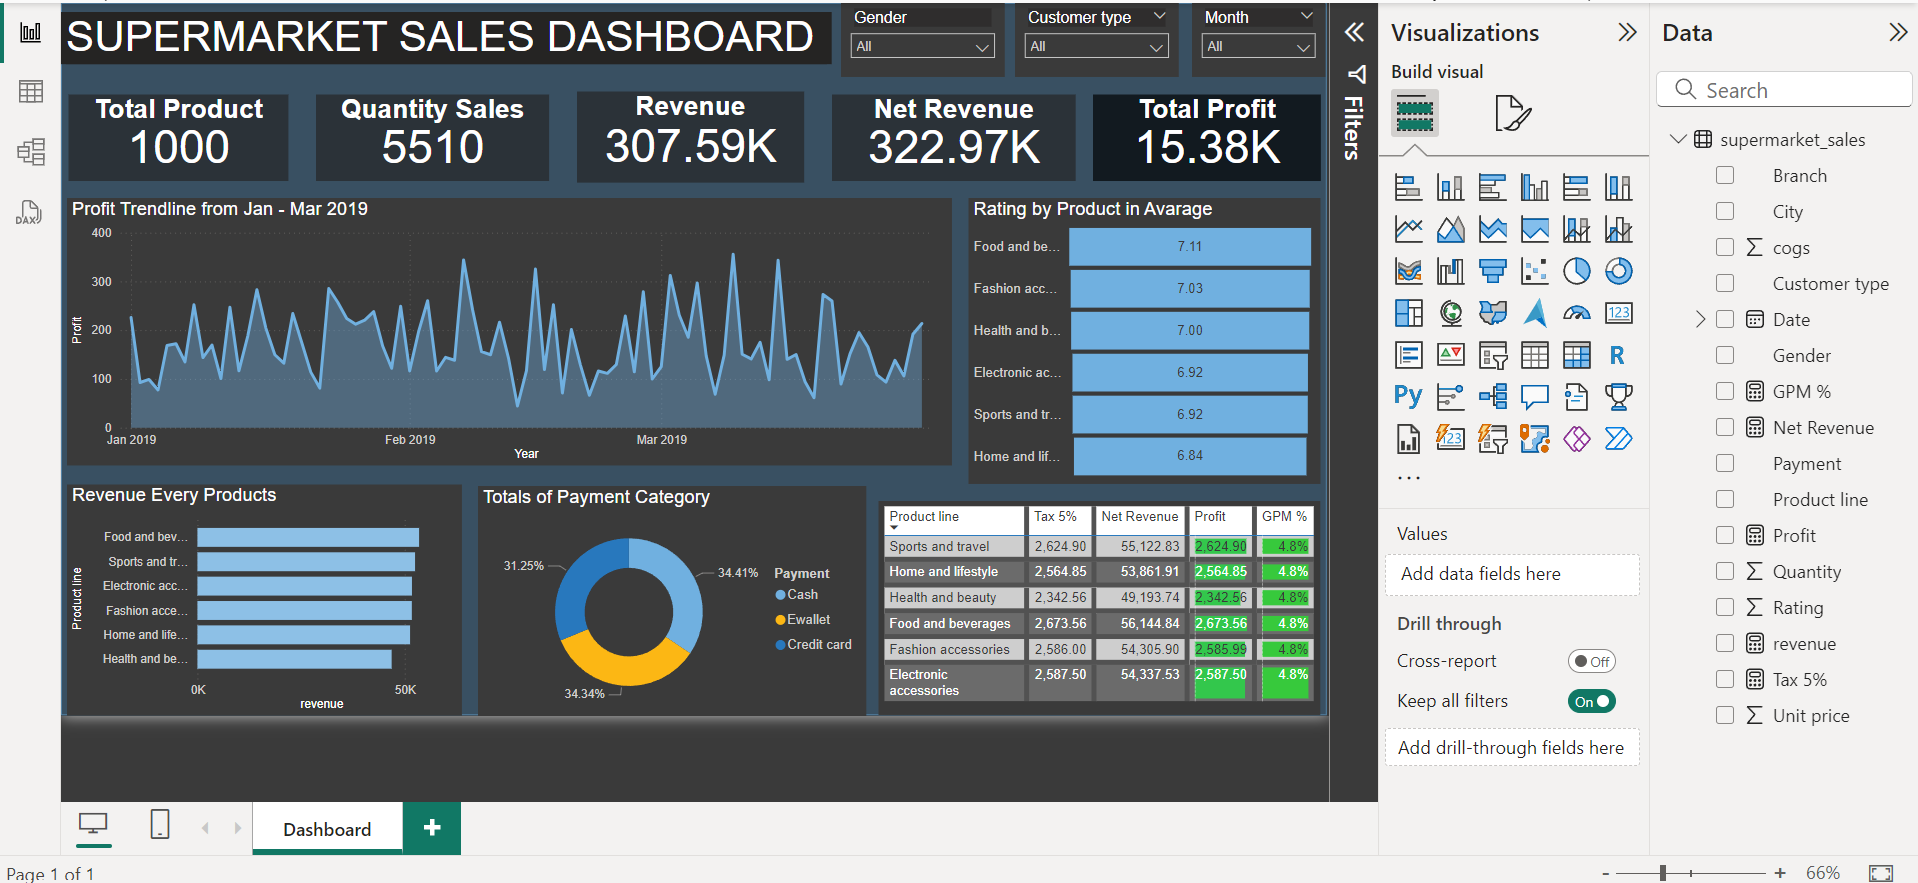 SUPERMARKET SALES DASHBOARD
Gender
All
Customer type
All
Month
All
Total Product
1000
Quantity Sales
5510
Revenue
307.59K
Net Revenue
322.97K
Total Profit
15.38K
Profit Trendline from Jan - Mar 2019
Profit
400
300
200
100
0
Jan 2019
Feb 2019
Mar 2019
Year
Rating by Product in Avarage
Food and be... 7.11
Fashion acc... 7.03
Health and b... 7.00
Electronic ac... 6.92
Sports and tr... 6.92
Home and lif... 6.84
Revenue Every Products
Product line
Food and bev...
Sports and tr...
Electronic acc...
Fashion acce...
Home and life...
Health and be...
0K 50K
revenue
Totals of Payment Category
31.25%
34.41%
34.34%
Payment
Cash
Ewallet
Credit card
Product line Tax 5% Net Revenue Profit GPM %
Sports and travel 2,624.90 55,122.83 2,624.90 4.8%
Home and lifestyle 2,564.85 53,861.91 2,564.85 4.8%
Health and beauty 2,342.56 49,193.74 2,342.56 4.8%
Food and beverages 2,673.56 56,144.84 2,673.56 4.8%
Fashion accessories 2,586.00 54,305.90 2,585.99 4.8%
Electronic 2,587.50 54,337.53 2,587.50 4.8%
accessories
DAX
Dashboard
+
Page 1 of 1
Filters
Visualizations
Build visual
123
R
Py
123
...
Values
Add data fields here
Drill through
Cross-report
Off
Keep all filters
On
Add drill-through fields here
Data
Search
supermarket_sales
Branch
City
Σ cogs
Customer type
Date
Gender
GPM %
Net Revenue
Payment
Product line
Profit
Σ Quantity
Σ Rating
revenue
Tax 5%
Σ Unit price
- + 66%